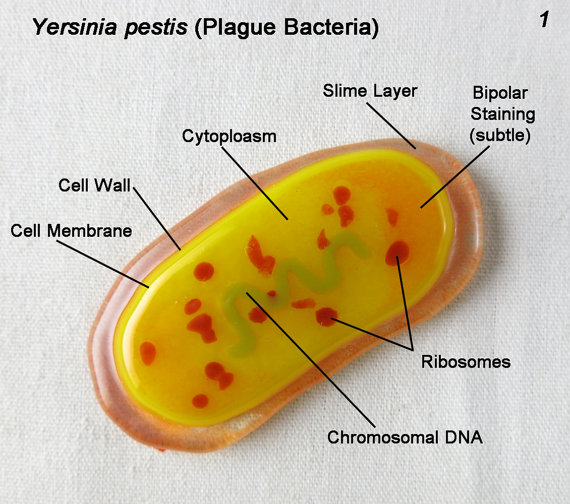 Yersinia pestis (Plague Bacteria)
1
Slime Layer
Bipolar
Staining
(subtle)
Cytoploasm
Cell Wall
Cell Membrane
Ribosomes
Chromosomal DNA